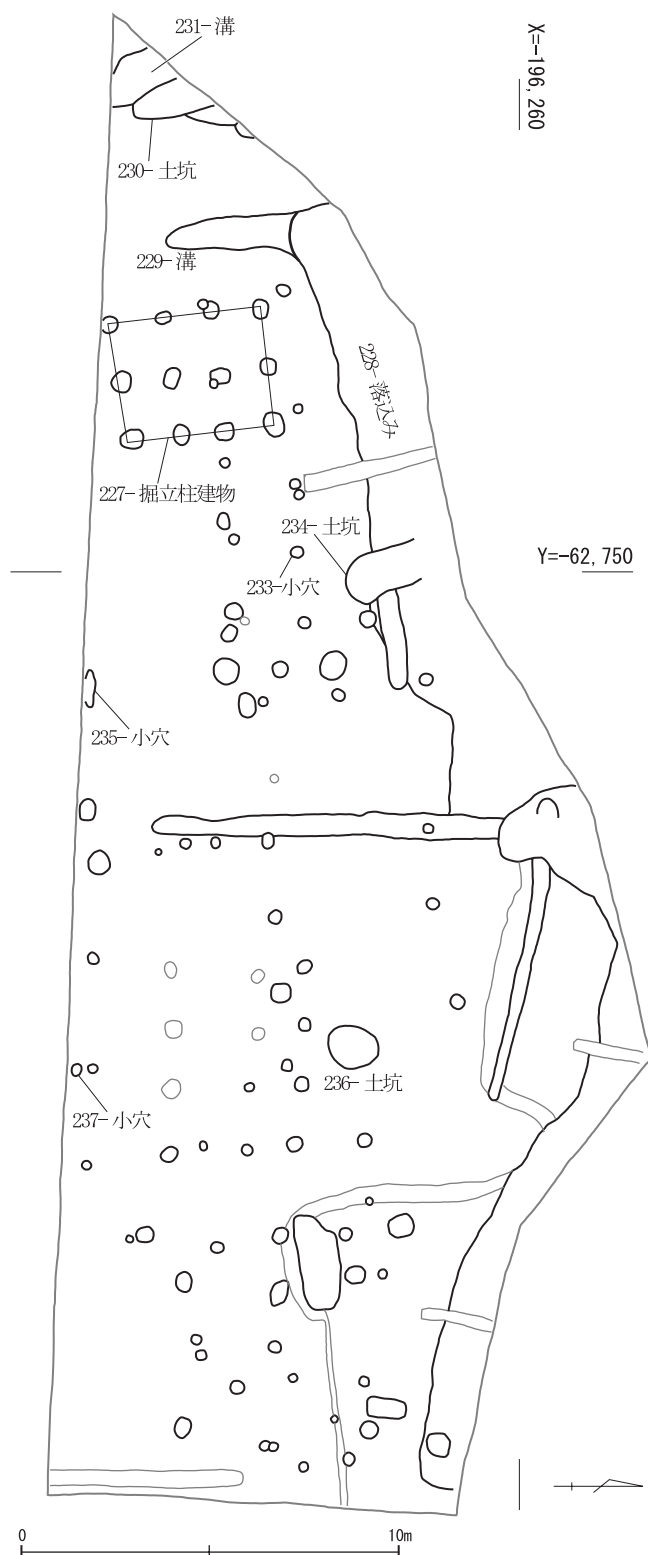 231-溝
X=-196,260
230-土坑
229-溝
228-落込み
227-掘立柱建物
234-土坑
Y=-62,750
233-小穴
235-小穴
236-土坑
237-小穴
0
10m